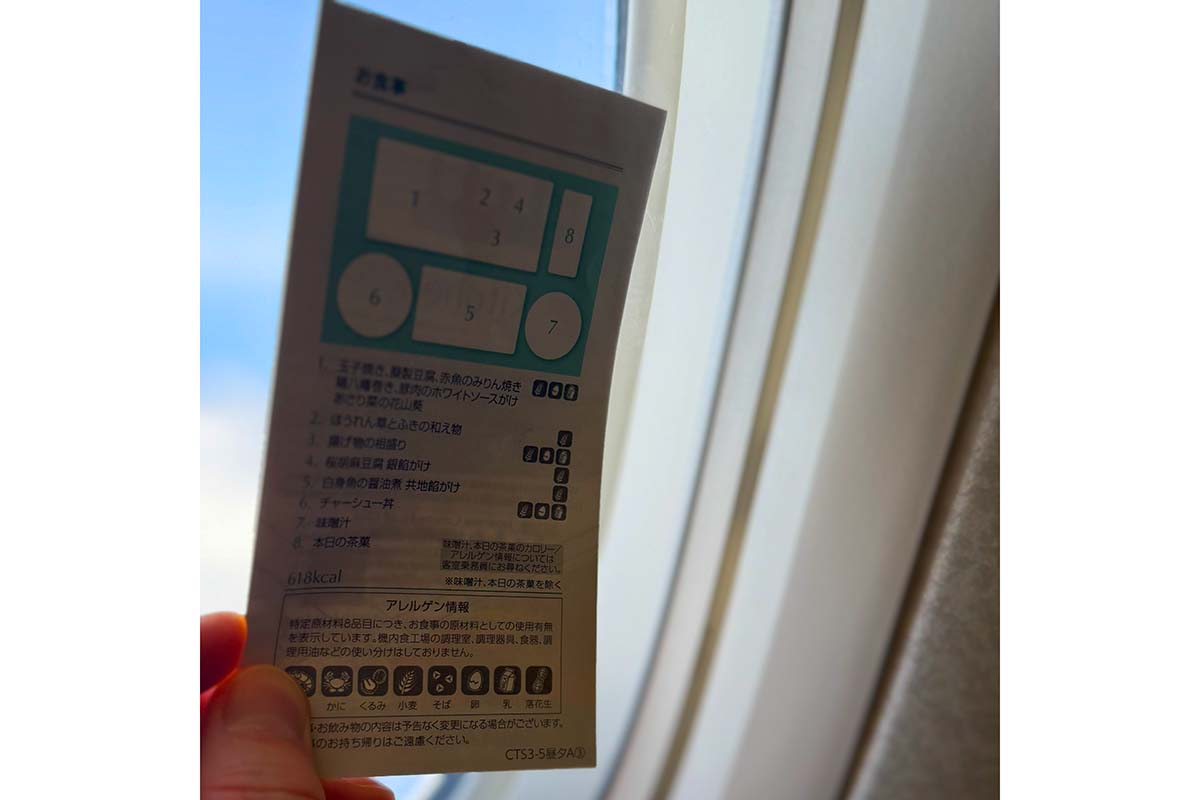 お食事
1 2 4 8
3
6 5 7
1. 玉子焼き、擬製豆腐、赤魚のみりん焼き
鶏八幡巻き、豚肉のホワイトソースがけ
あさり菜の花山葵
2. ほうれん草とふきの和え物
3. 揚げ物の相盛り
4. 桜胡麻豆腐 銀餡がけ
5. 白身魚の醤油煮 共地餡がけ
6. チャーシュー丼
7. 味噌汁
8. 本日の茶菓
味噌汁、本日の茶菓のカロリー/
アレルゲン情報については
客室乗務員にお尋ねください。
618kcal ※味噌汁、本日の茶菓を除く
アレルゲン情報
特定原材料8品目につき、お食事の原材料としての使用有無
を表示しています。機内食工場の調理室、調理器具、食器、調
理用油などの使い分けはしておりません。
かに くるみ 小麦 そば 卵 乳 落花生
・お飲み物の内容は予告なく変更になる場合がございます。
のお持ち帰りはご遠慮ください。
CTS3-5昼夕A③